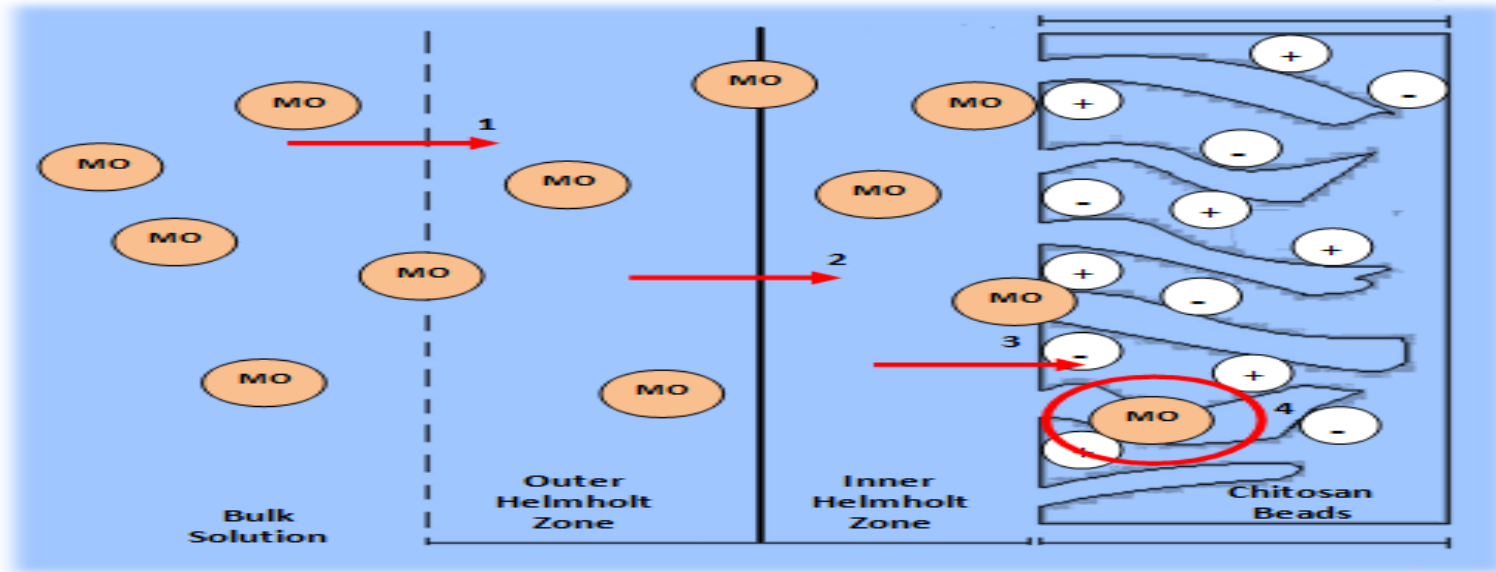 MO
MO
1
MO
MO
MO
MO
MO
MO
2
MO
MO
3
MO
MO
MO
4
+
-
+
-
-
+
+
+
-
-
+
-
+
Bulk
Solution
Outer
Helmholt
Zone
Inner
Helmholt
Zone
Chitosan
Beads